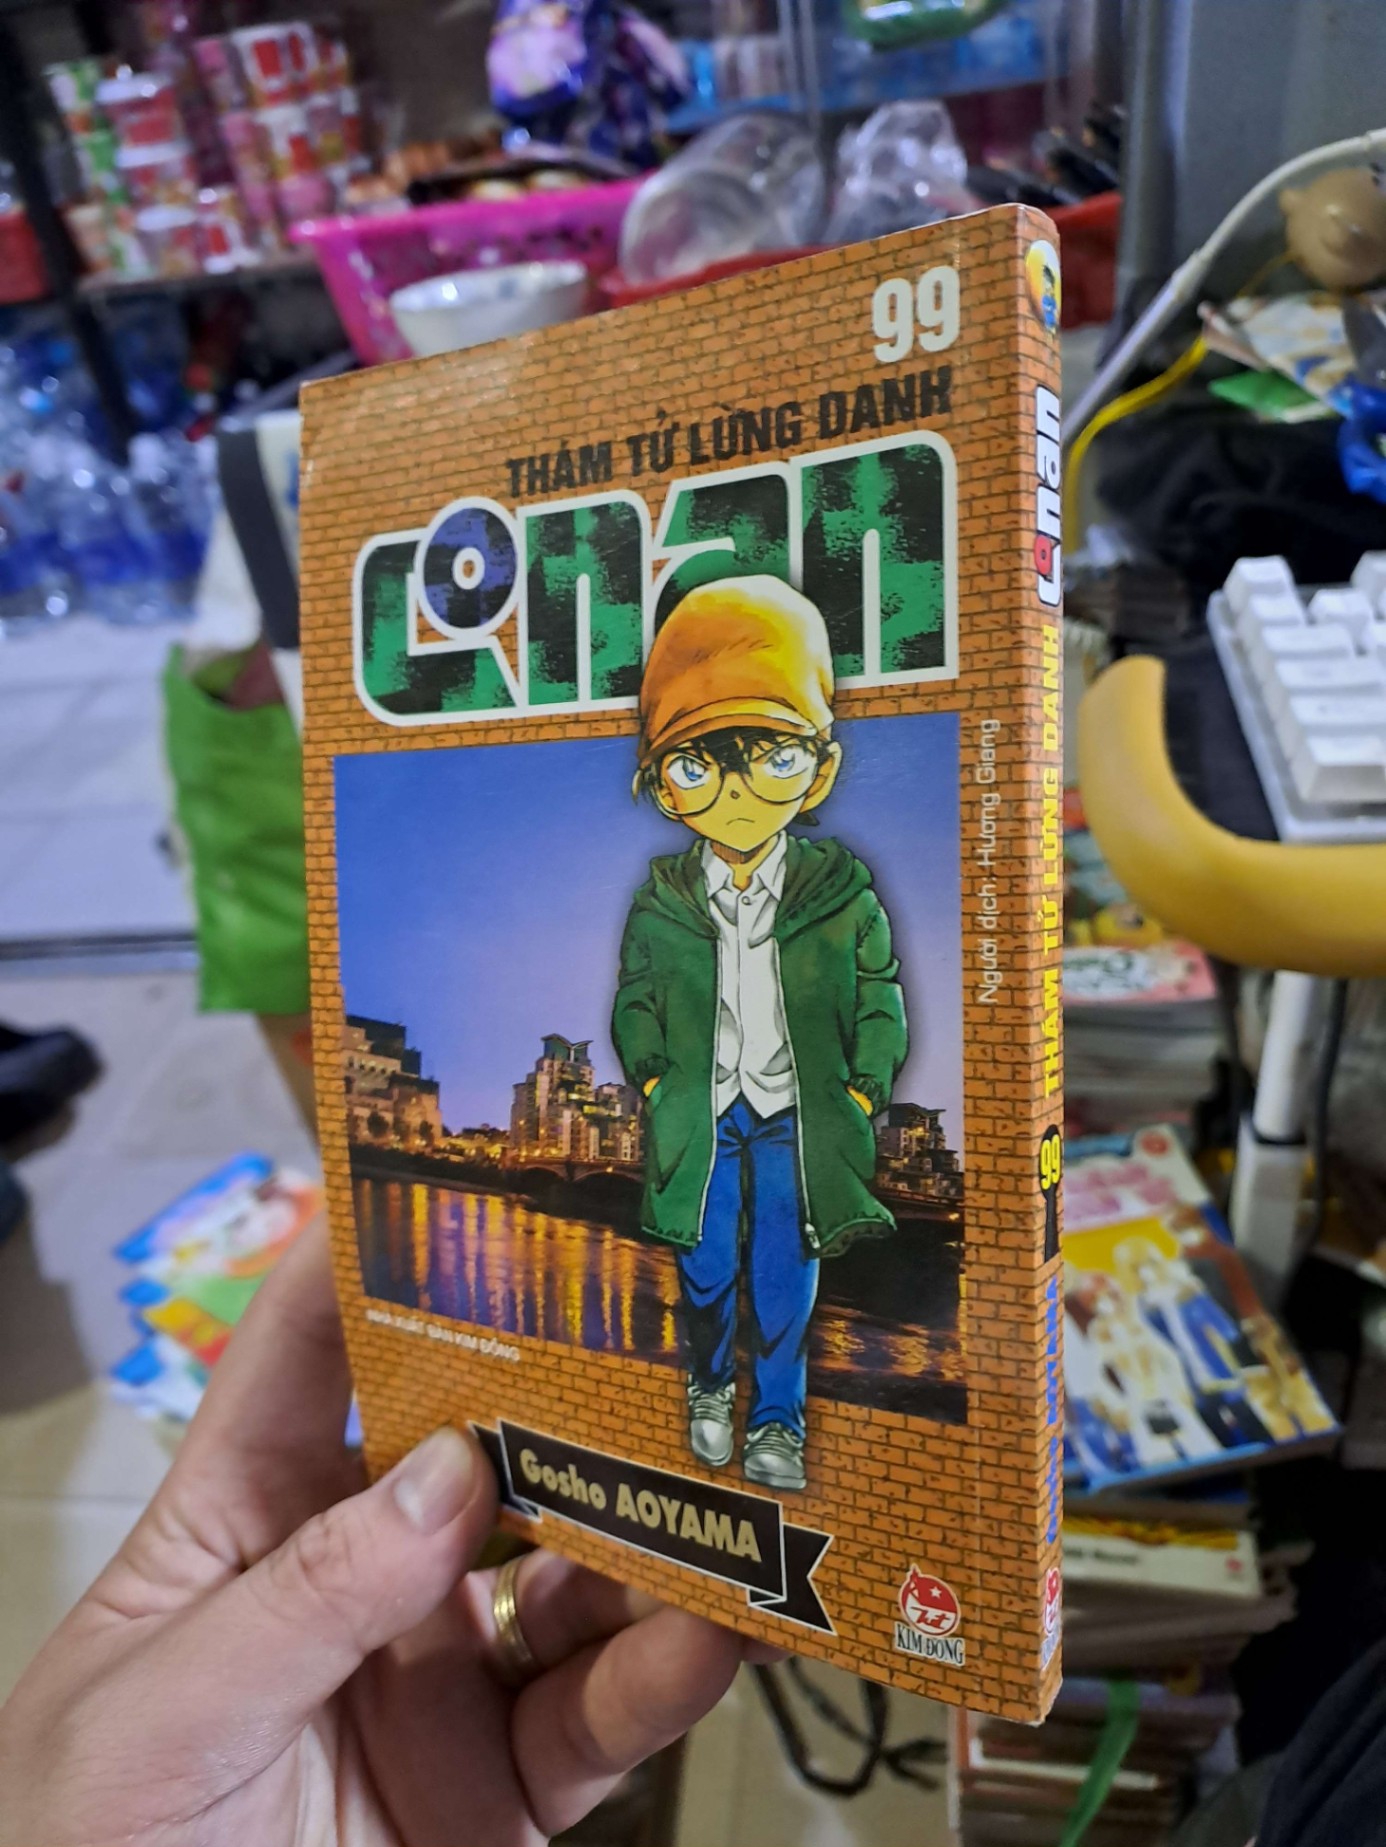 99
THÁM TỬ LỪNG DANH
Conan
Người dịch: Hương Giang
NHÀ XUẤT BẢN KIM ĐỒNG
Gosho AOYAMA
KIM ĐỒNG
Conan
THÁM TỬ LỪNG DANH
99